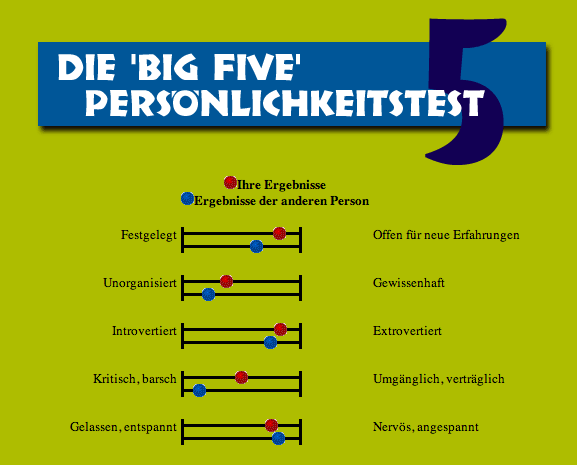 DIE 'BIG FIVE'
PERSÖNLICHKEITSTEST
5
Ihre Ergebnisse
Ergebnisse der anderen Person
Festgelegt Offen für neue Erfahrungen
Unorganisiert Gewissenhaft
Introvertiert Extrovertiert
Kritisch, barsch Umgänglich, verträglich
Gelassen, entspannt Nervös, angespannt